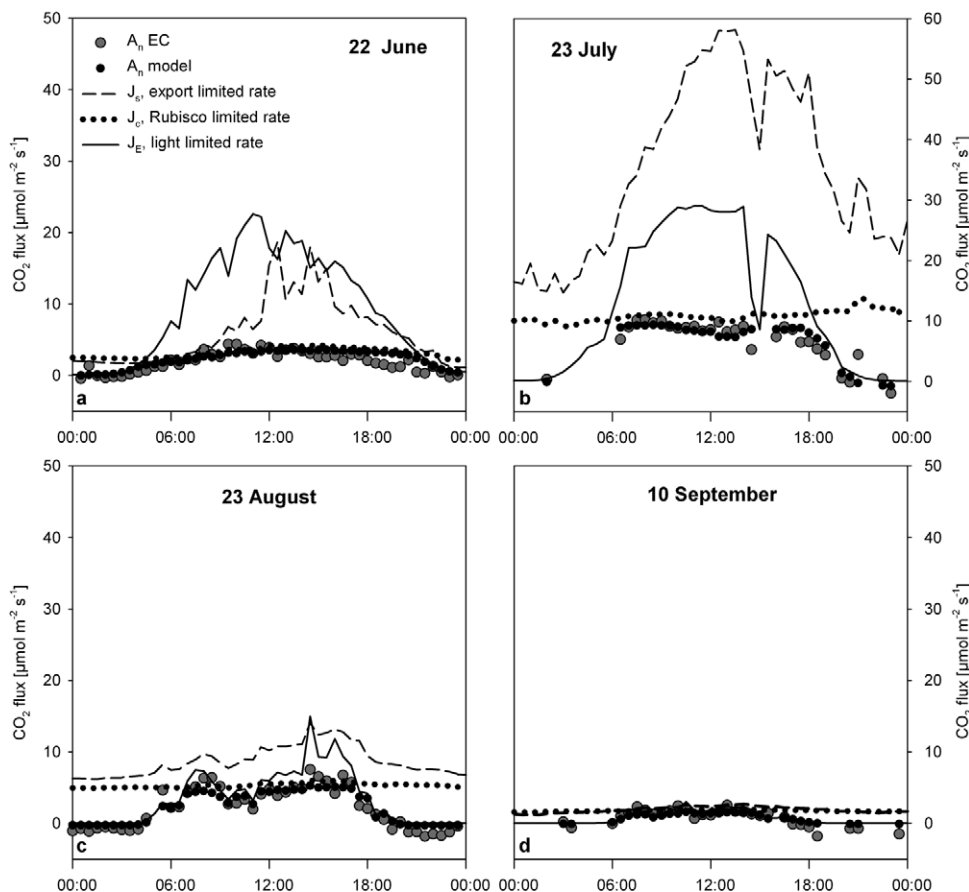 50
40
30
20
10
0
CO₂ flux [µmol m⁻² s⁻¹]
Aₙ EC
Aₙ model
Jₛ, export limited rate
J꜀, Rubisco limited rate
J_E, light limited rate
22 June
a
00:00 06:00 12:00 18:00 00:00
23 July
60
50
40
30
20
10
0
CO₂ flux [µmol m⁻² s⁻¹]
b
00:00 06:00 12:00 18:00 00:00
50
40
30
20
10
0
CO₂ flux [µmol m⁻² s⁻¹]
23 August
c
00:00 06:00 12:00 18:00 00:00
10 September
50
40
30
20
10
0
CO₂ flux [µmol m⁻² s⁻¹]
d
00:00 06:00 12:00 18:00 00:00